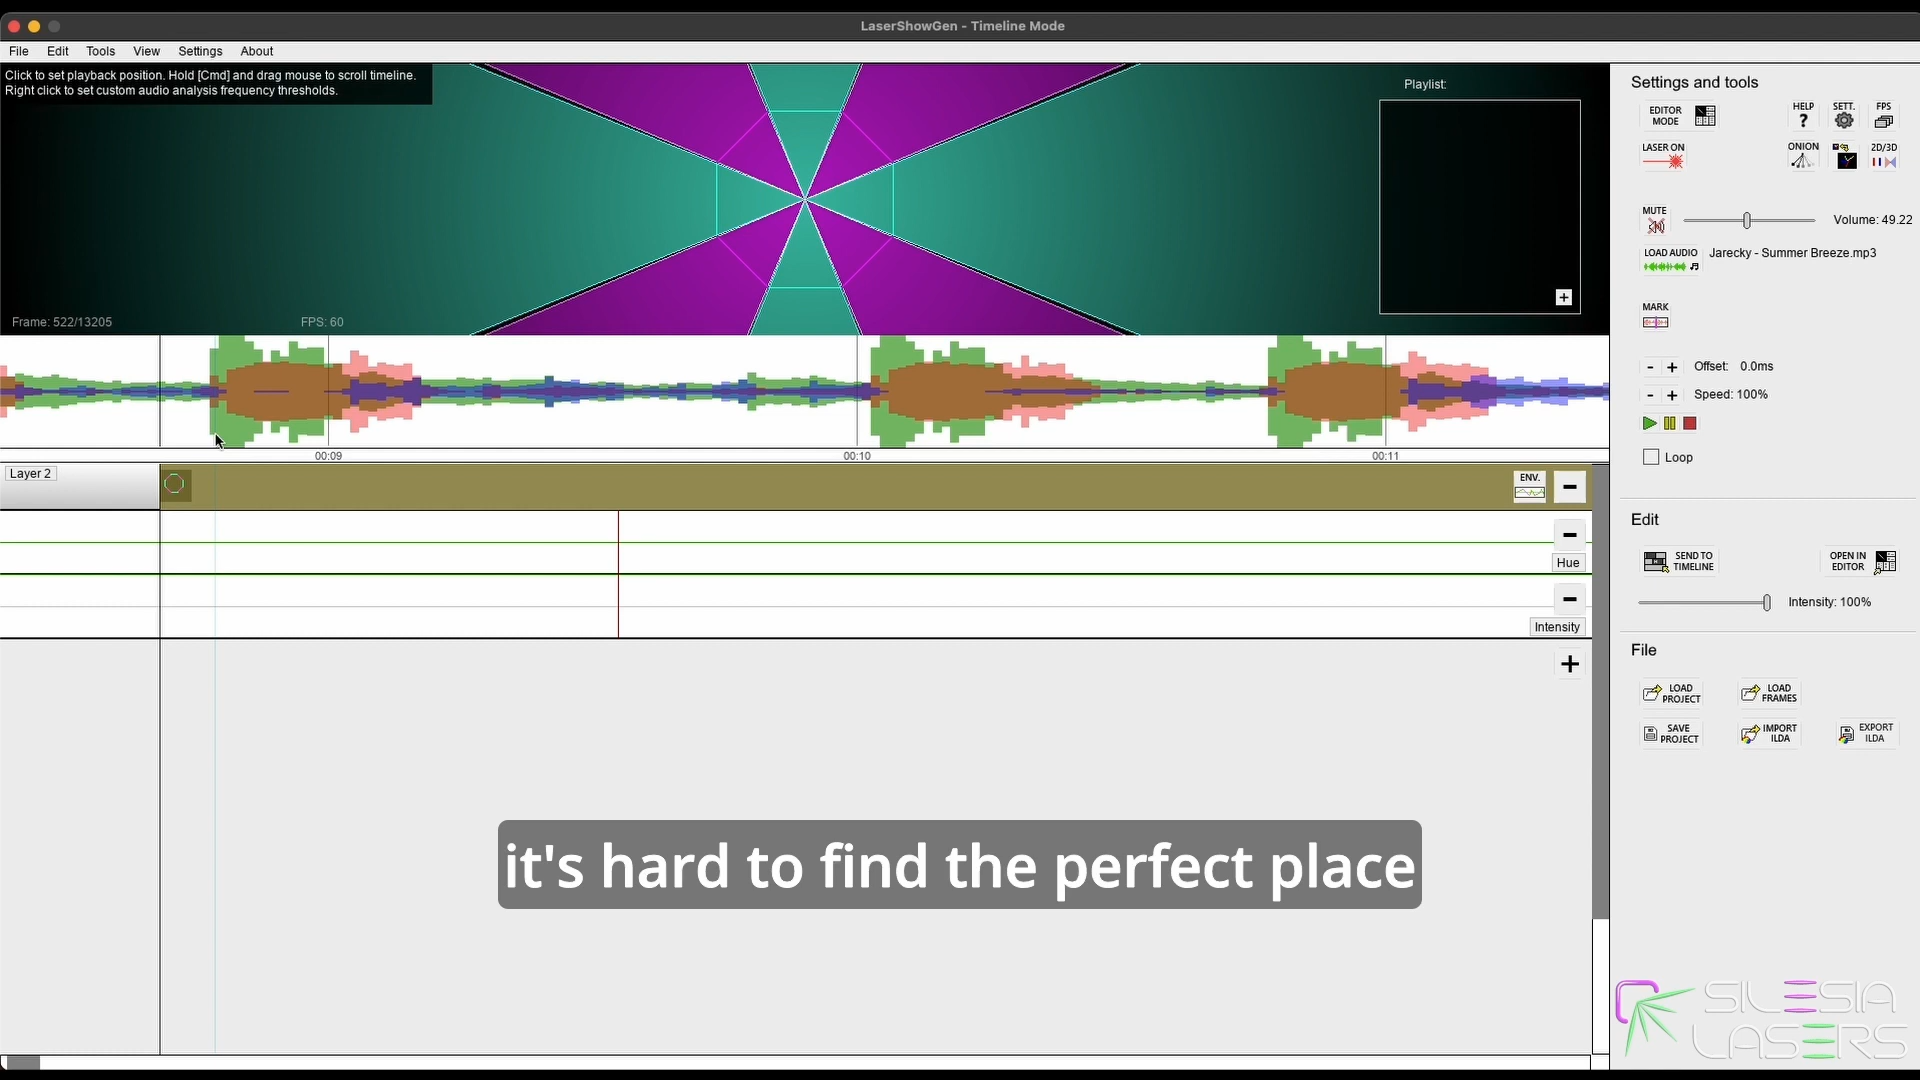 LaserShowGen - Timeline Mode
File Edit Tools View Settings About
Click to set playback position. Hold [Cmd] and drag mouse to scroll timeline.
Right click to set custom audio analysis frequency thresholds.
Playlist:
+
Frame: 522/13205 FPS: 60
00:09 00:10 00:11
Layer 2
ENV.
Hue
Intensity
it's hard to find the perfect place
Settings and tools
EDITOR
MODE
HELP
?
SETT.
FPS
LASER ON
ONION
2D/3D
MUTE
Volume: 49.22
LOAD AUDIO
Jarecky - Summer Breeze.mp3
MARK
- + Offset: 0.0ms
- + Speed: 100%
Loop
Edit
SEND TO
TIMELINE
OPEN IN
EDITOR
Intensity: 100%
File
LOAD
PROJECT
LOAD
FRAMES
SAVE
PROJECT
IMPORT
ILDA
EXPORT
ILDA
SILESIA
LASERS